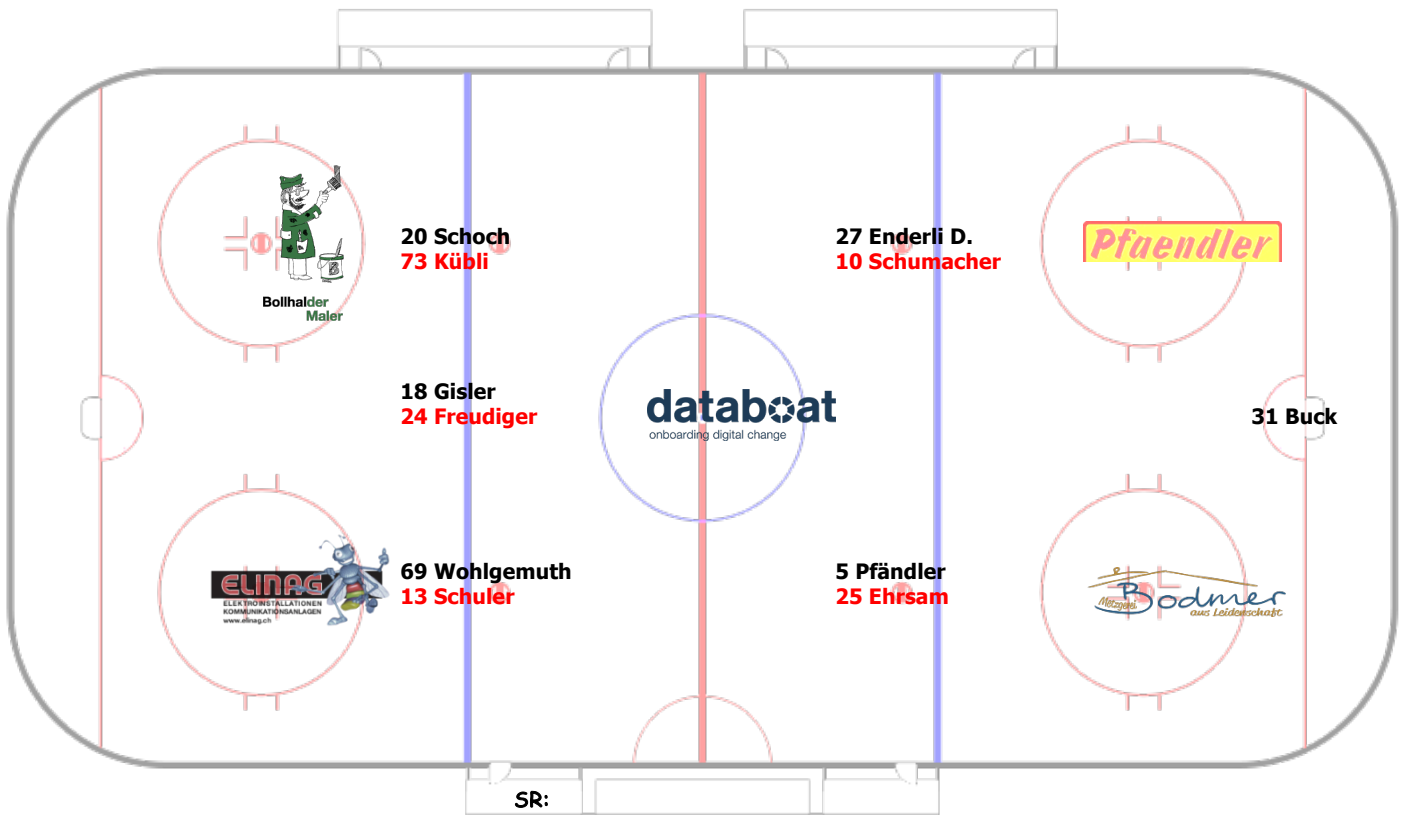 20 Schoch
73 Kübli
27 Enderli D.
10 Schumacher
Pfaendler
Bollhalder
Maler
18 Gisler
24 Freudiger
databoat
onboarding digital change
31 Buck
ELINAG
ELEKTROINSTALLATIONEN
KOMMUNIKATIONSANLAGEN
www.elinag.ch
69 Wohlgemuth
13 Schuler
5 Pfändler
25 Ehrsam
Metzgerei Bodmer
aus Leidenschaft
SR: